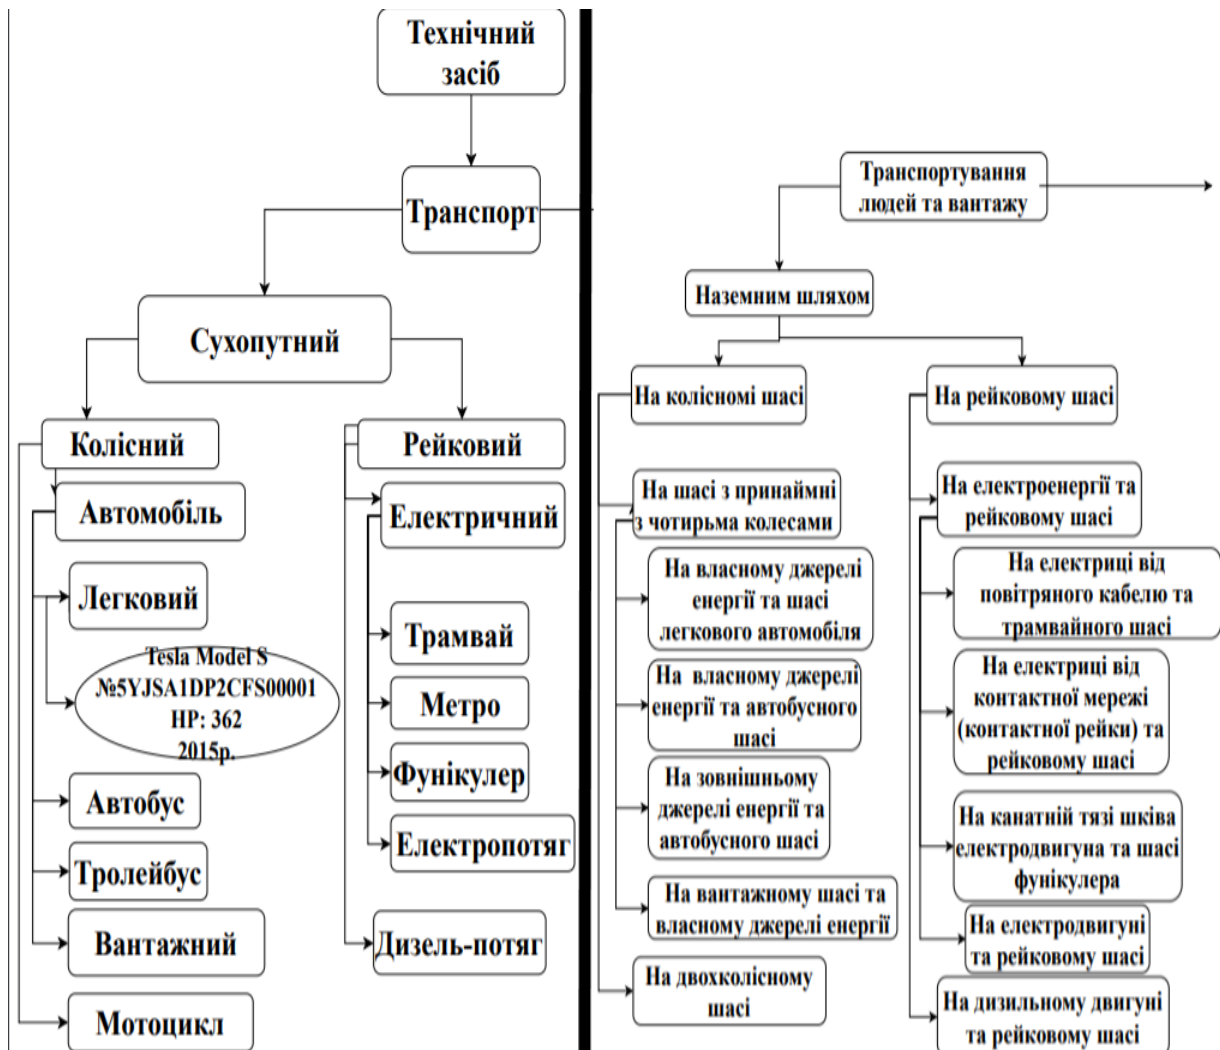 Технічний
засіб
Транспорт
Сухопутний
Колісний
Автомобіль
Легковий
Tesla Model S
№5YJSA1DP2CFS00001
HP: 362
2015р.
Автобус
Тролейбус
Вантажний
Мотоцикл
Рейковий
Електричний
Трамвай
Метро
Фунікулер
Електропотяг
Дизель-потяг
Транспортування
людей та вантажу
Наземним шляхом
На колісномі шасі
На шасі з принаймні
з чотирьма колесами
На власному джерелі
енергії та шасі
легкового автомобіля
На власному джерелі
енергії та автобусного
шасі
На зовнішньому
джерелі енергії та
автобусного шасі
На вантажному шасі та
власному джерелі енергії
На двохколісному
шасі
На рейковому шасі
На електроенергії та
рейковому шасі
На електриці від
повітряного кабелю та
трамвайного шасі
На електриці від
контактної мережі
(контактної рейки) та
рейковому шасі
На канатній тязі шківа
електродвигуна та шасі
фунікулера
На електродвигуні
та рейковому шасі
На дизильному двигуні
та рейковому шасі